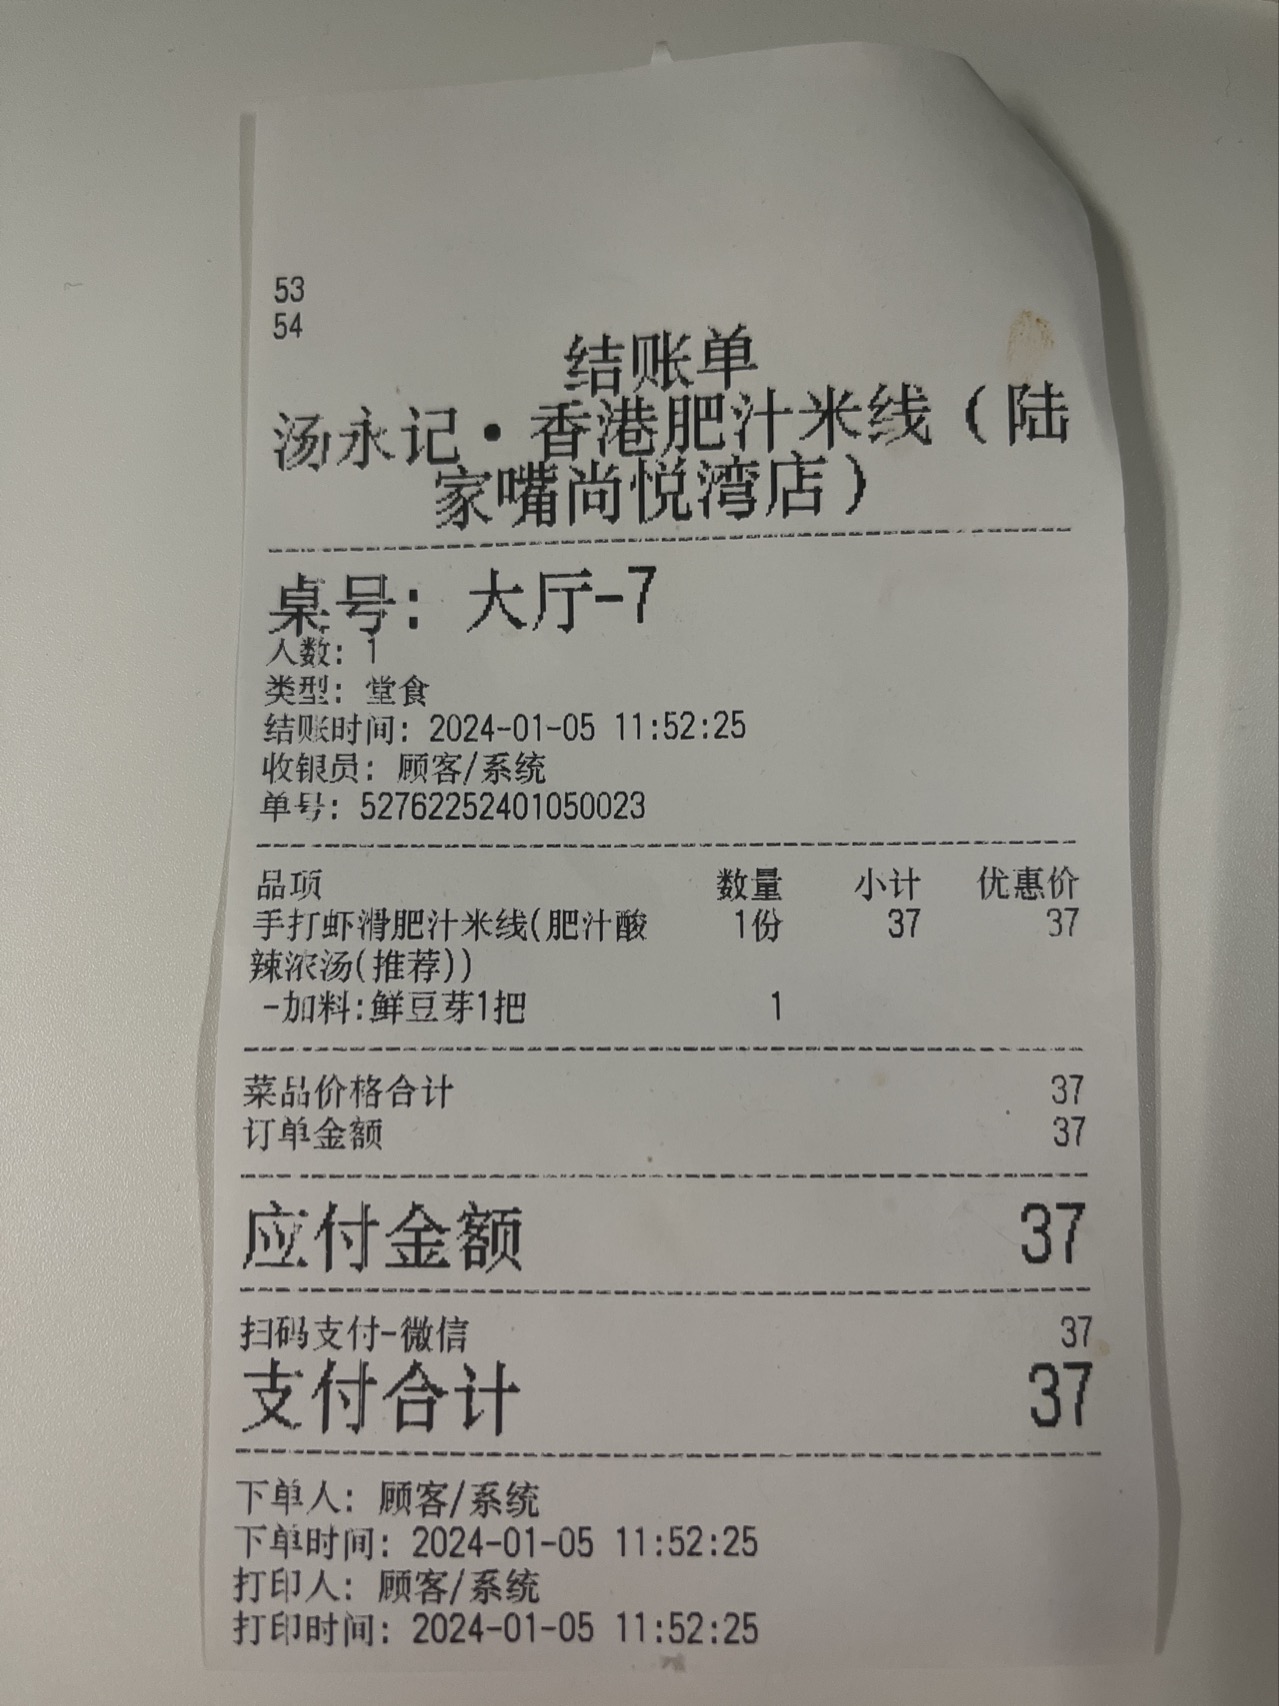 53
54
结账单
汤永记·香港肥汁米线（陆
家嘴尚悦湾店）
桌号：大厅-7
人数：1
类型：堂食
结账时间：2024-01-05 11:52:25
收银员：顾客/系统
单号：52762252401050023
品项 数量 小计 优惠价
手打虾滑肥汁米线(肥汁酸 1份 37 37
辣浓汤(推荐))
-加料:鲜豆芽1把 1
菜品价格合计 37
订单金额 37
应付金额 37
扫码支付-微信 37
支付合计 37
下单人：顾客/系统
下单时间：2024-01-05 11:52:25
打印人：顾客/系统
打印时间：2024-01-05 11:52:25